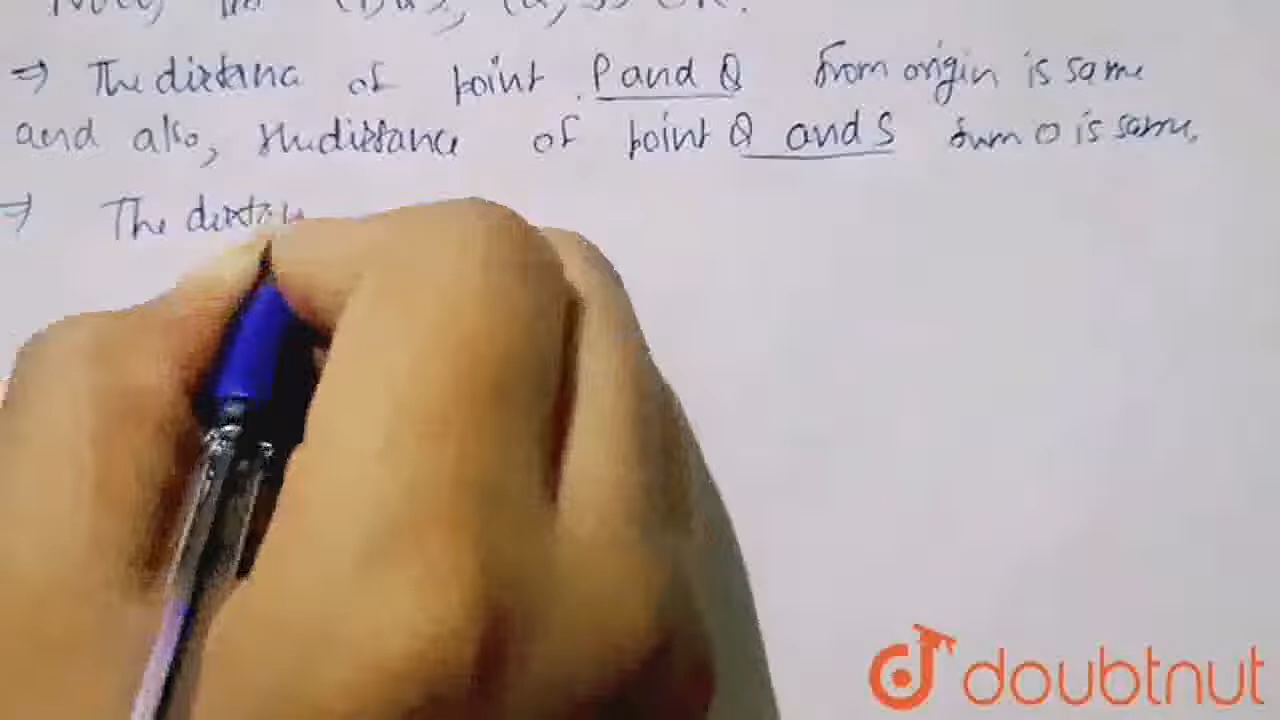 ⇒ The distanc of point P and Q from origin is same
and also, the distance of point Q and S from O is same.
⇒ The distan
doubtnut